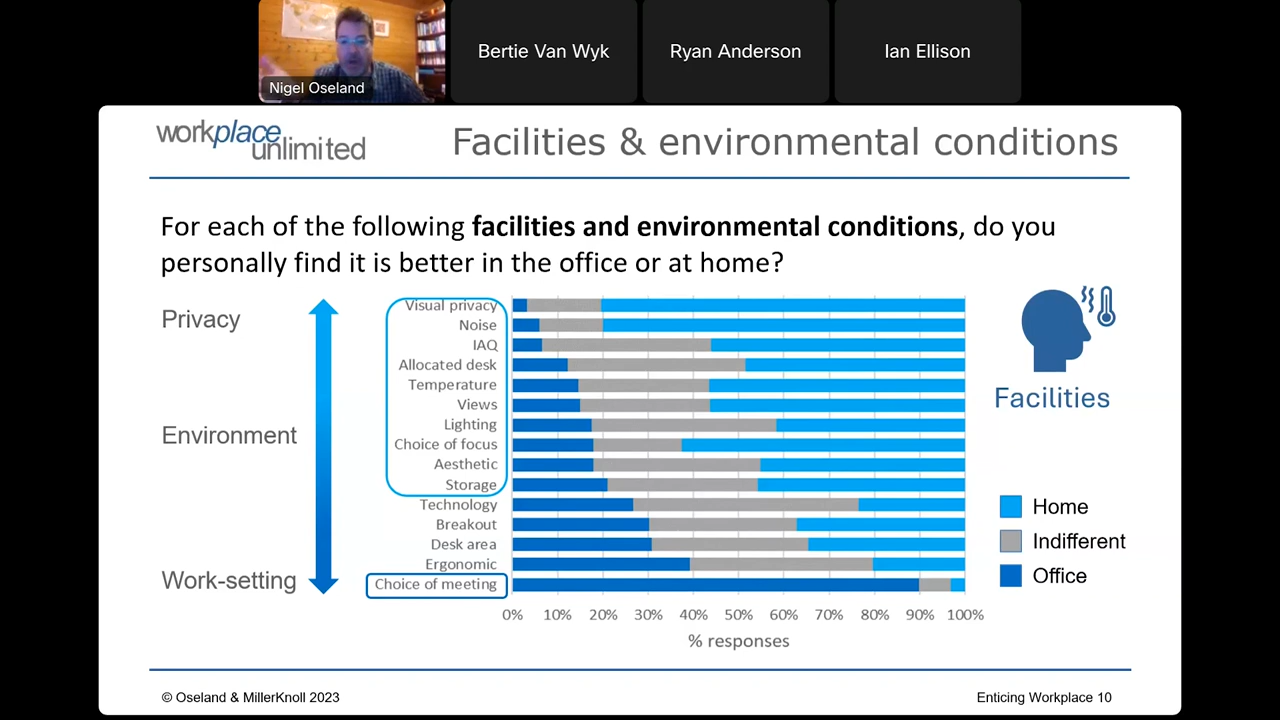 Nigel Oseland
Bertie Van Wyk
Ryan Anderson
Ian Ellison
workplace
unlimited
Facilities & environmental conditions
For each of the following facilities and environmental conditions, do you
personally find it is better in the office or at home?
Privacy
Environment
Work-setting
Visual privacy
Noise
IAQ
Allocated desk
Temperature
Views
Lighting
Choice of focus
Aesthetic
Storage
Technology
Breakout
Desk area
Ergonomic
Choice of meeting
0% 10% 20% 30% 40% 50% 60% 70% 80% 90% 100%
% responses
Facilities
Home
Indifferent
Office
© Oseland & MillerKnoll 2023
Enticing Workplace 10